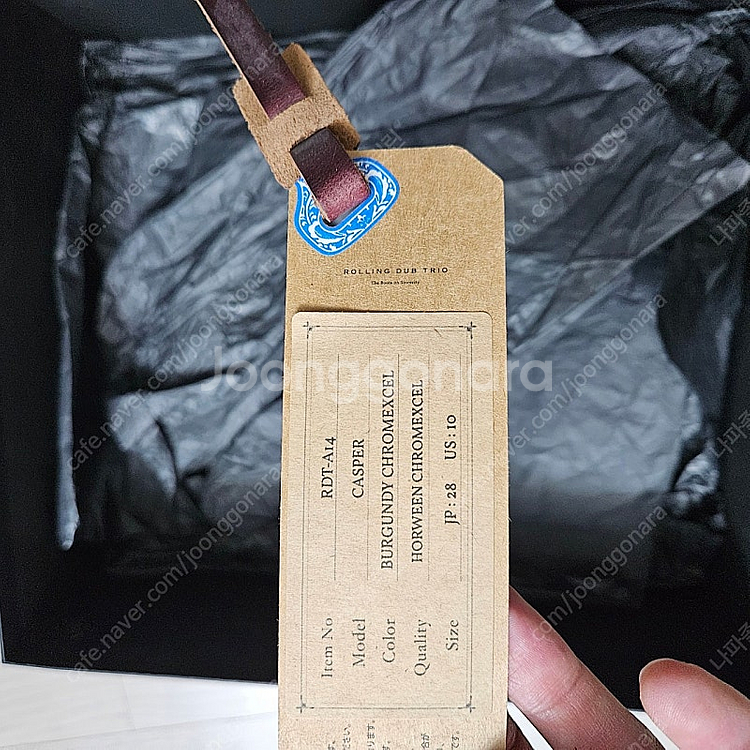 ROLLING DUB TRIO
The Boots on Sincerity
Item No RDT-A14
Model CASPER
Color BURGUNDY CHROMEXCEL
Quality HORWEEN CHROMEXCEL
Size JP : 28 US : 10
Joonggonara
cafe.naver.com/joonggonara